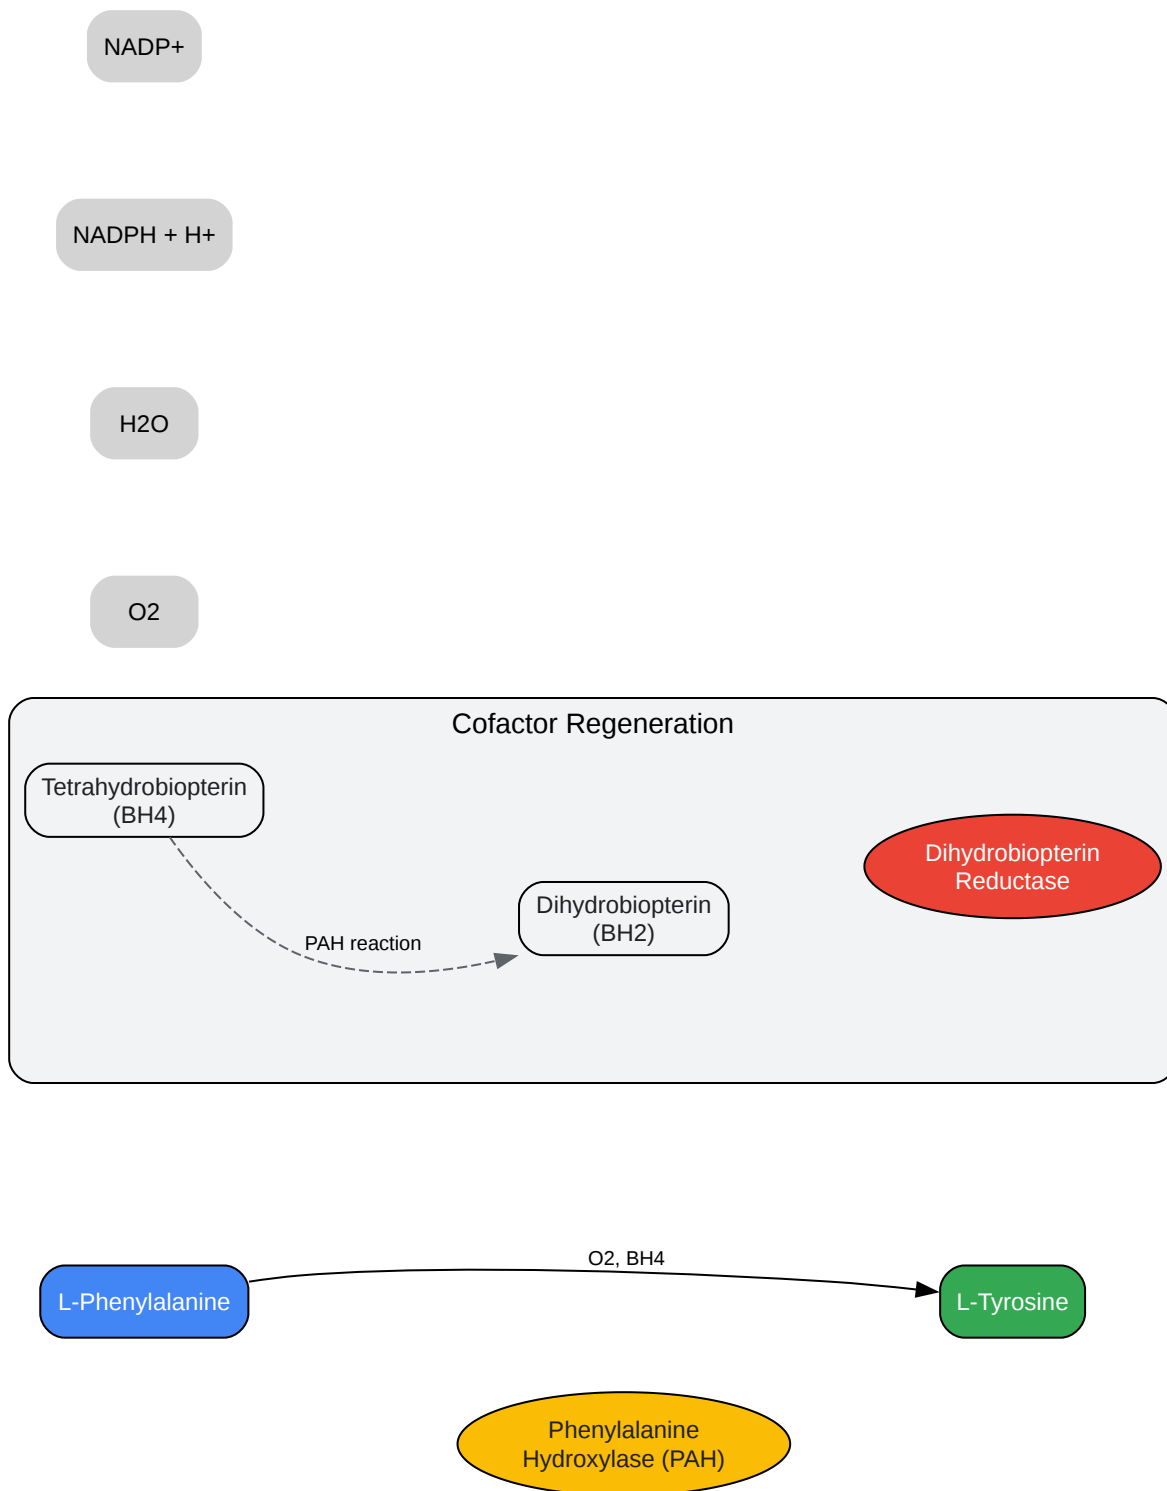 NADP+
NADPH + H+
H2O
O2
Cofactor Regeneration
Tetrahydrobiopterin
(BH4)
Dihydrobiopterin
Reductase
Dihydrobiopterin
(BH2)
PAH reaction
O2, BH4
L-Phenylalanine
L-Tyrosine
Phenylalanine
Hydroxylase (PAH)